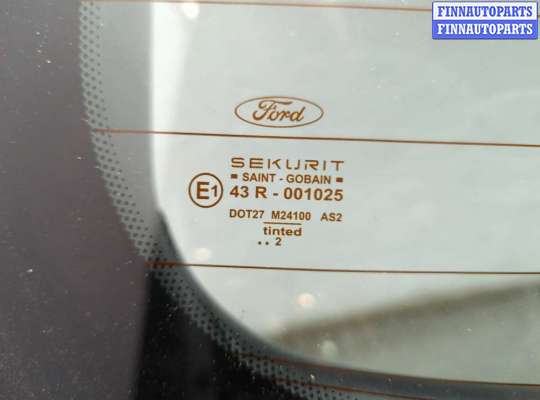 FINNAUTOPARTS
FINNAUTOPARTS
Ford
SEKURIT
SAINT - GOBAIN
E1 43 R - 001025
DOT27 M24100 AS2
tinted
.. 2